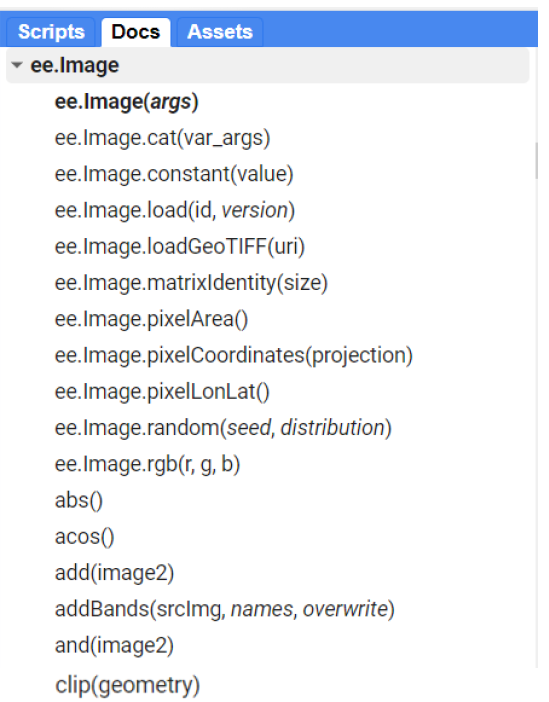 Scripts Docs Assets
ee.Image
ee.Image(args)
ee.Image.cat(var_args)
ee.Image.constant(value)
ee.Image.load(id, version)
ee.Image.loadGeoTIFF(uri)
ee.Image.matrixIdentity(size)
ee.Image.pixelArea()
ee.Image.pixelCoordinates(projection)
ee.Image.pixelLonLat()
ee.Image.random(seed, distribution)
ee.Image.rgb(r, g, b)
abs()
acos()
add(image2)
addBands(srcImg, names, overwrite)
and(image2)
clip(geometry)